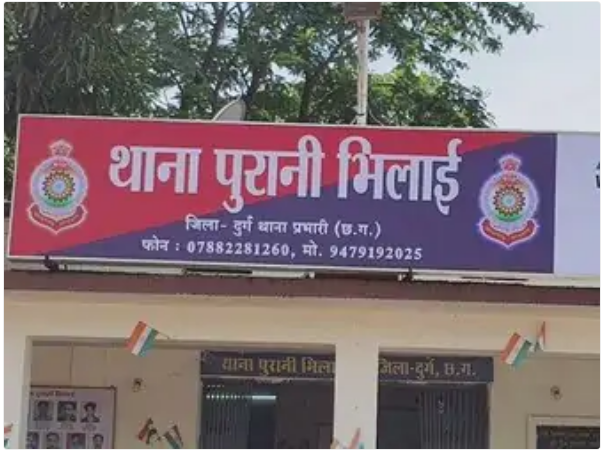 थाना पुरानी भिलाई
जिला- दुर्ग थाना प्रभारी (छ.ग.)
फोन : 07882281260, मो. 9479192025
थाना पुरानी जिला-दुर्ग, छ.ग.